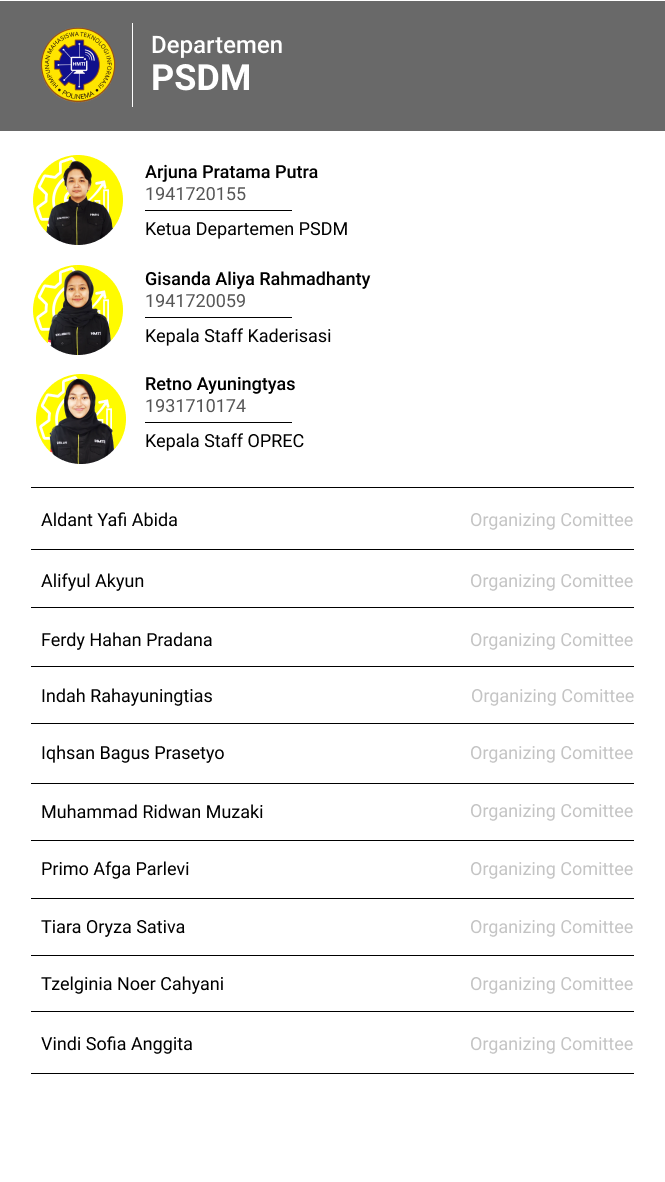 HIMPUNAN MAHASISWA TEKNOLOGI INFORMASI
HMTI
• POLINEMA •
Departemen
PSDM
Arjuna Pratama Putra
1941720155
Ketua Departemen PSDM
HMTI
Gisanda Aliya Rahmadhanty
1941720059
Kepala Staff Kaderisasi
HMTI
Retno Ayuningtyas
1931710174
Kepala Staff OPREC
HMTI
Aldant Yafi Abida Organizing Comittee
Alifyul Akyun Organizing Comittee
Ferdy Hahan Pradana Organizing Comittee
Indah Rahayuningtias Organizing Comittee
Iqhsan Bagus Prasetyo Organizing Comittee
Muhammad Ridwan Muzaki Organizing Comittee
Primo Afga Parlevi Organizing Comittee
Tiara Oryza Sativa Organizing Comittee
Tzelginia Noer Cahyani Organizing Comittee
Vindi Sofia Anggita Organizing Comittee